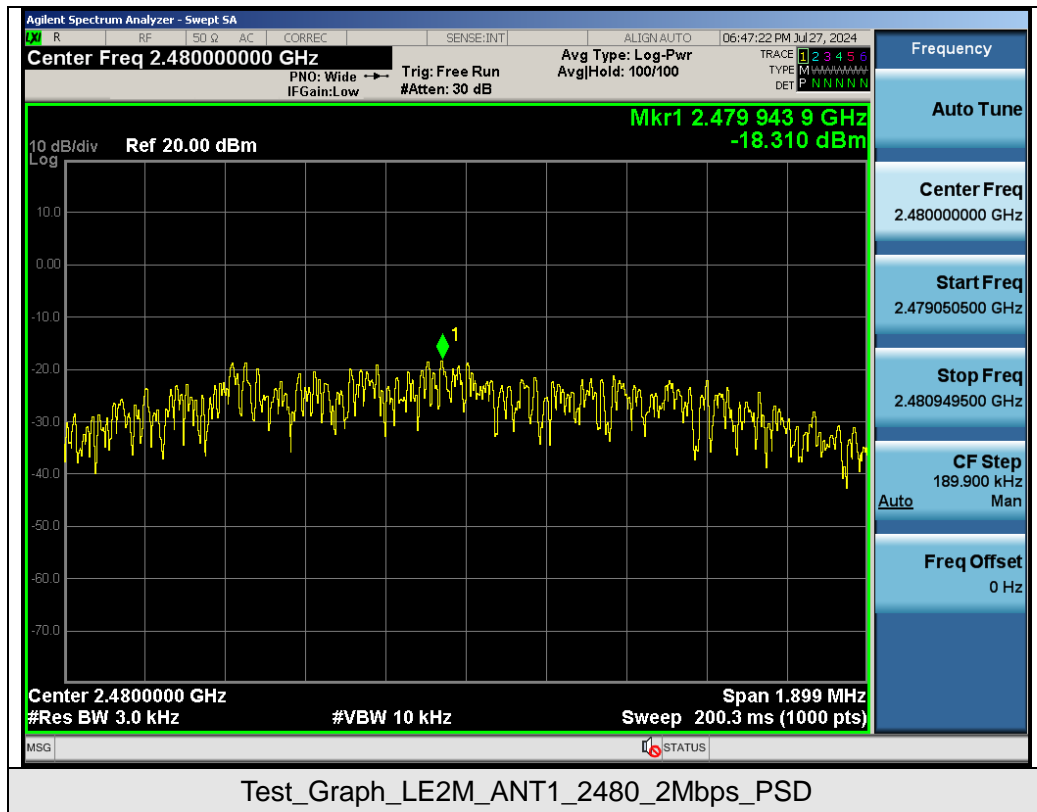 Agilent Spectrum Analyzer - Swept SA
LXI R RF 50 Ω AC CORREC SENSE:INT ALIGN AUTO 06:47:22 PM Jul 27, 2024
Center Freq 2.480000000 GHz
PNO: Wide
IFGain:Low
Trig: Free Run
#Atten: 30 dB
Avg Type: Log-Pwr
Avg|Hold: 100/100
TRACE 1 2 3 4 5 6
TYPE M WWWWW
DET P N N N N N
Mkr1 2.479 943 9 GHz
-18.310 dBm
10 dB/div Ref 20.00 dBm
Log
10.0
0.00
-10.0
-20.0
-30.0
-40.0
-50.0
-60.0
-70.0
1
Center 2.4800000 GHz Span 1.899 MHz
#Res BW 3.0 kHz #VBW 10 kHz Sweep 200.3 ms (1000 pts)
MSG STATUS
Frequency
Auto Tune
Center Freq
2.480000000 GHz
Start Freq
2.479050500 GHz
Stop Freq
2.480949500 GHz
CF Step
189.900 kHz
Auto Man
Freq Offset
0 Hz
Test_Graph_LE2M_ANT1_2480_2Mbps_PSD